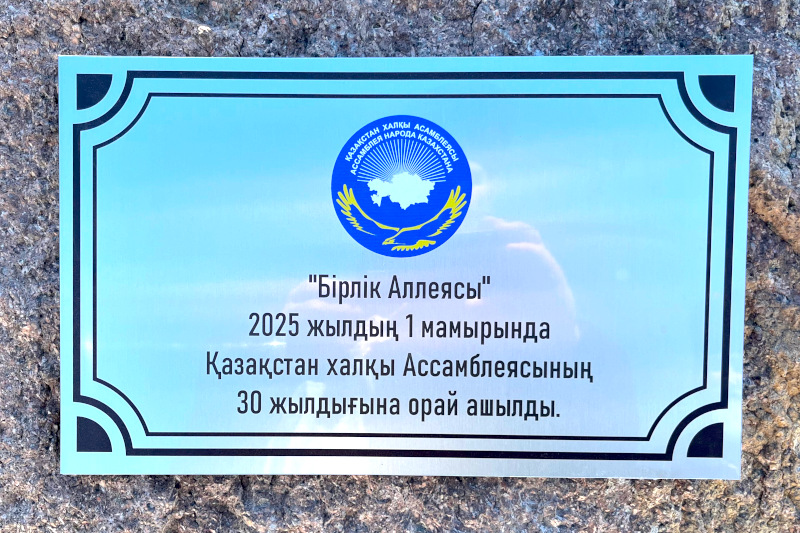 ҚАЗАҚСТАН ХАЛҚЫ АСАМБЛЕЯСЫ
АССАМБЛЕЯ НАРОДА КАЗАХСТАНА
"Бірлік Аллеясы"
2025 жылдың 1 мамырында
Қазақстан халқы Ассамблеясының
30 жылдығына орай ашылды.